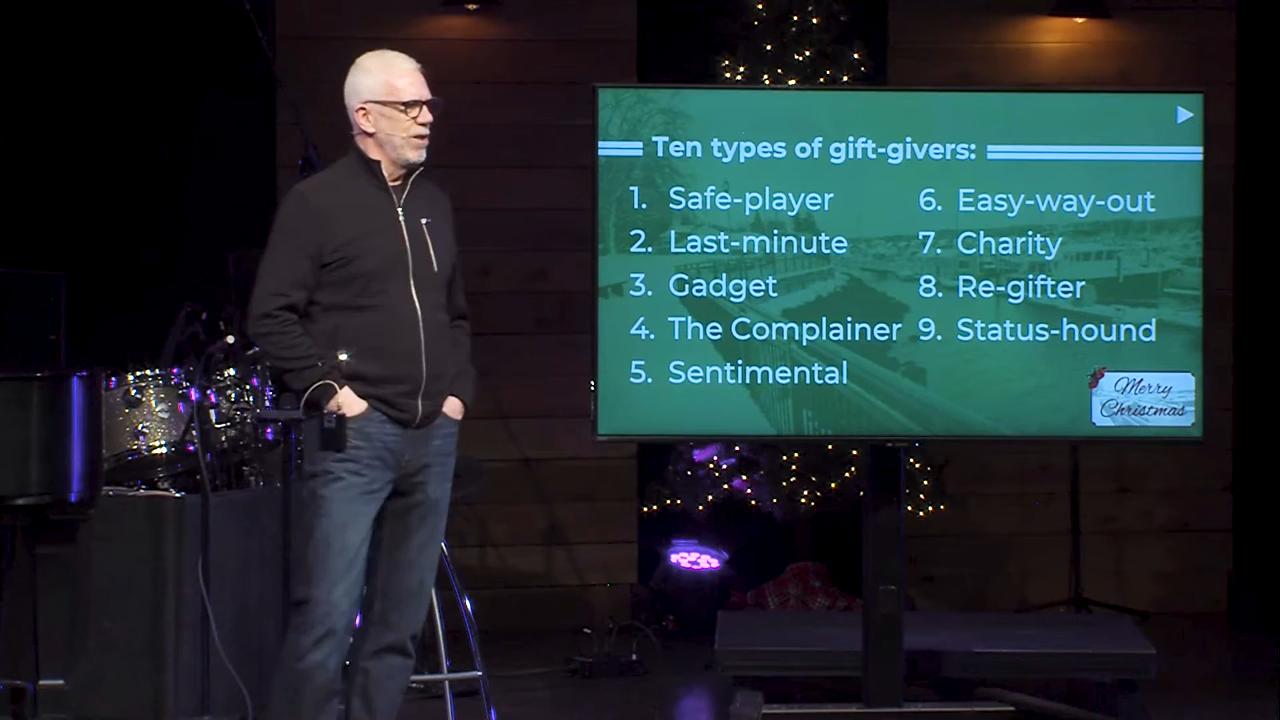 Ten types of gift-givers:
1. Safe-player
2. Last-minute
3. Gadget
4. The Complainer
5. Sentimental
6. Easy-way-out
7. Charity
8. Re-gifter
9. Status-hound
Merry
Christmas